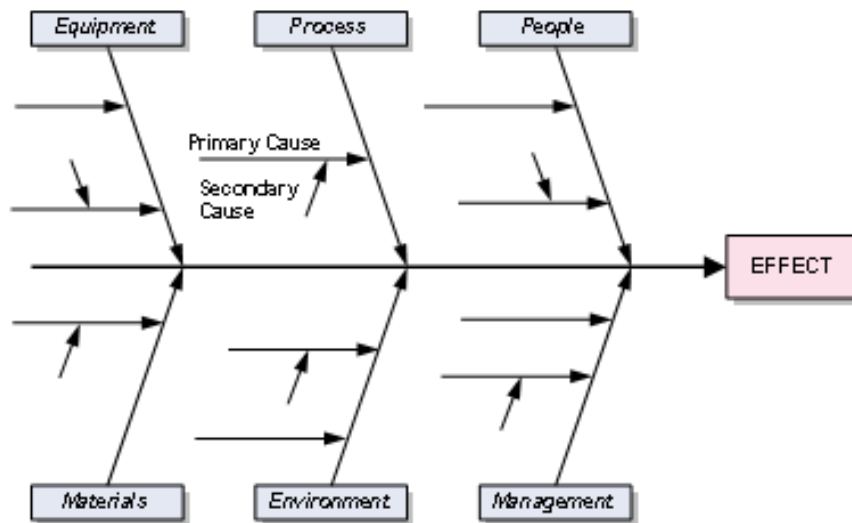 Equipment
Process
People
Primary Cause
Secondary
Cause
EFFECT
Materials
Environment
Management